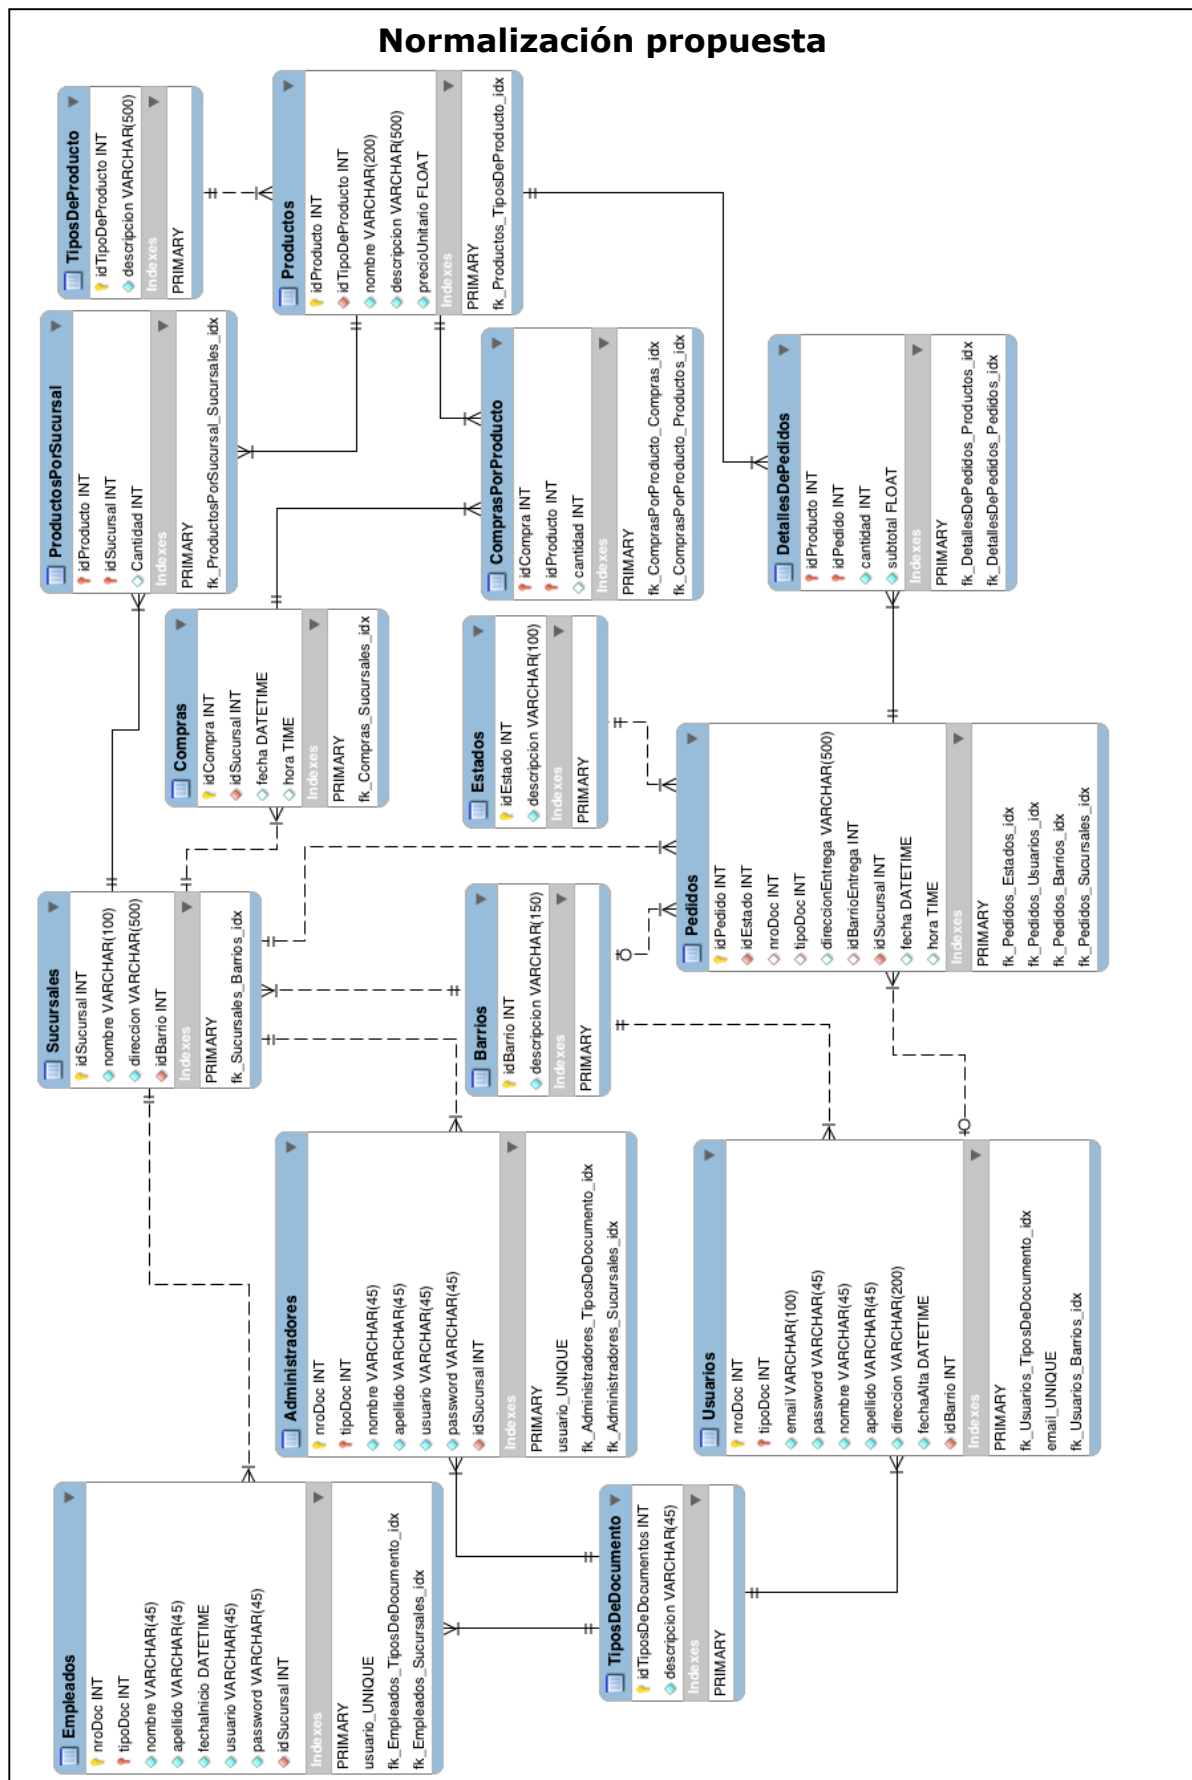 Normalización propuesta
TiposDeProducto
idTipoDeProducto INT
descripcion VARCHAR(500)
Indexes
PRIMARY
Productos
idProducto INT
idTipoDeProducto INT
nombre VARCHAR(200)
descripcion VARCHAR(500)
precioUnitario FLOAT
Indexes
PRIMARY
fk_Productos_TiposDeProducto_idx
ProductosPorSucursal
idProducto INT
idSucursal INT
Cantidad INT
Indexes
PRIMARY
fk_ProductosPorSucursal_Sucursales_idx
ComprasPorProducto
idCompra INT
idProducto INT
cantidad INT
Indexes
PRIMARY
fk_ComprasPorProducto_Compras_idx
fk_ComprasPorProducto_Productos_idx
DetallesDePedidos
idProducto INT
idPedido INT
cantidad INT
subtotal FLOAT
Indexes
PRIMARY
fk_DetallesDePedidos_Productos_idx
fk_DetallesDePedidos_Pedidos_idx
Compras
idCompra INT
idSucursal INT
fecha DATETIME
hora TIME
Indexes
PRIMARY
fk_Compras_Sucursales_idx
Estados
idEstado INT
descripcion VARCHAR(100)
Indexes
PRIMARY
Sucursales
idSucursal INT
nombre VARCHAR(100)
direccion VARCHAR(500)
idBarrio INT
Indexes
PRIMARY
fk_Sucursales_Barrios_idx
Barrios
idBarrio INT
descripcion VARCHAR(150)
Indexes
PRIMARY
Pedidos
idPedido INT
idEstado INT
nroDoc INT
tipoDoc INT
direccionEntrega VARCHAR(500)
idBarrioEntrega INT
idSucursal INT
fecha DATETIME
hora TIME
Indexes
PRIMARY
fk_Pedidos_Estados_idx
fk_Pedidos_Usuarios_idx
fk_Pedidos_Barrios_idx
fk_Pedidos_Sucursales_idx
Administradores
nroDoc INT
tipoDoc INT
nombre VARCHAR(45)
apellido VARCHAR(45)
usuario VARCHAR(45)
password VARCHAR(45)
idSucursal INT
Indexes
PRIMARY
usuario_UNIQUE
fk_Administradores_TiposDeDocumento_idx
fk_Administradores_Sucursales_idx
Usuarios
nroDoc INT
tipoDoc INT
email VARCHAR(100)
password VARCHAR(45)
nombre VARCHAR(45)
apellido VARCHAR(45)
direccion VARCHAR(200)
fechaAlta DATETIME
idBarrio INT
Indexes
PRIMARY
fk_Usuarios_TiposDeDocumento_idx
email_UNIQUE
fk_Usuarios_Barrios_idx
Empleados
nroDoc INT
tipoDoc INT
nombre VARCHAR(45)
apellido VARCHAR(45)
fechaInicio DATETIME
usuario VARCHAR(45)
password VARCHAR(45)
idSucursal INT
Indexes
PRIMARY
usuario_UNIQUE
fk_Empleados_TiposDeDocumento_idx
fk_Empleados_Sucursales_idx
TiposDeDocumento
idTiposDeDocumentos INT
descripcion VARCHAR(45)
Indexes
PRIMARY